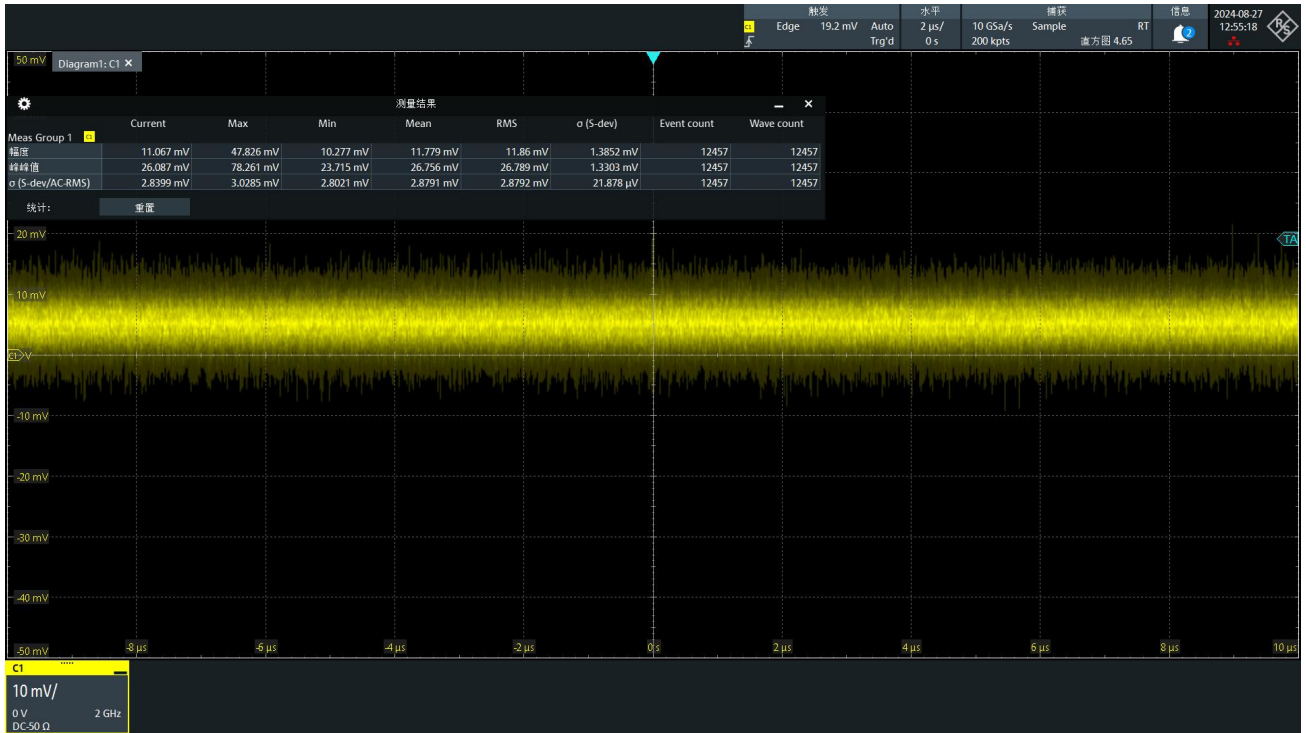 触发 水平 捕获 信息 2024-08-27
C1 Edge 19.2 mV Auto 2 µs/ 10 GSa/s Sample RT 2 12:55:18 R&S
Trg'd 0 s 200 kpts 直方图 4.65
50 mV Diagram1: C1 ×
测量结果
Current Max Min Mean RMS σ (S-dev) Event count Wave count
Meas Group 1 C1
幅度 11.067 mV 47.826 mV 10.277 mV 11.779 mV 11.86 mV 1.3852 mV 12457 12457
峰峰值 26.087 mV 78.261 mV 23.715 mV 26.756 mV 26.789 mV 1.3303 mV 12457 12457
σ (S-dev/AC-RMS) 2.8399 mV 3.0285 mV 2.8021 mV 2.8791 mV 2.8792 mV 21.878 µV 12457 12457
统计: 重置
20 mV
TA
10 mV
C1 V
-10 mV
-20 mV
-30 mV
-40 mV
-50 mV -8 µs -6 µs -4 µs -2 µs 0 s 2 µs 4 µs 6 µs 8 µs 10 µs
C1
10 mV/
0 V 2 GHz
DC-50 Ω